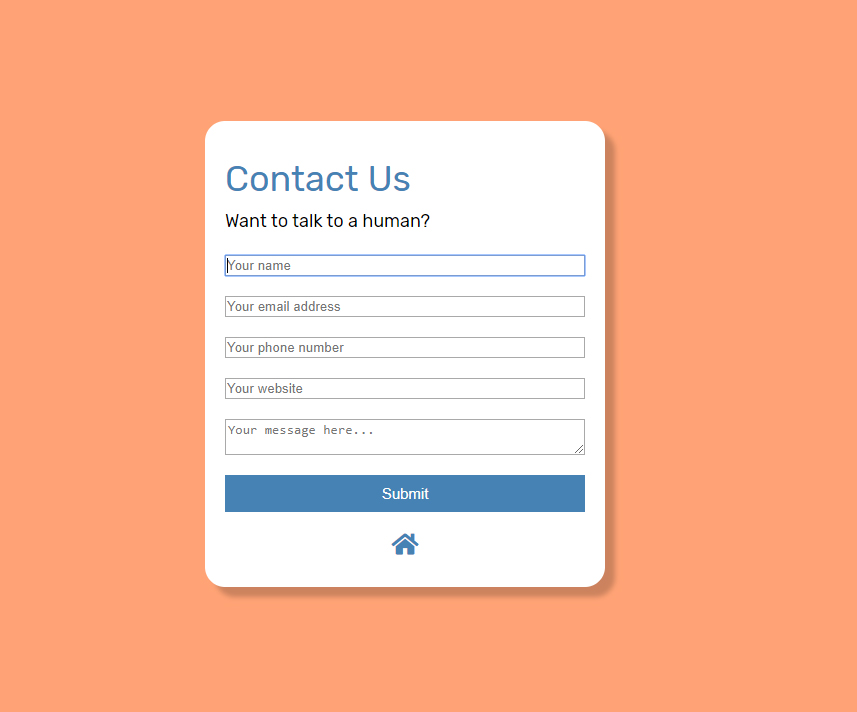 Contact Us
Want to talk to a human?
Your name
Your email address
Your phone number
Your website
Your message here...
Submit